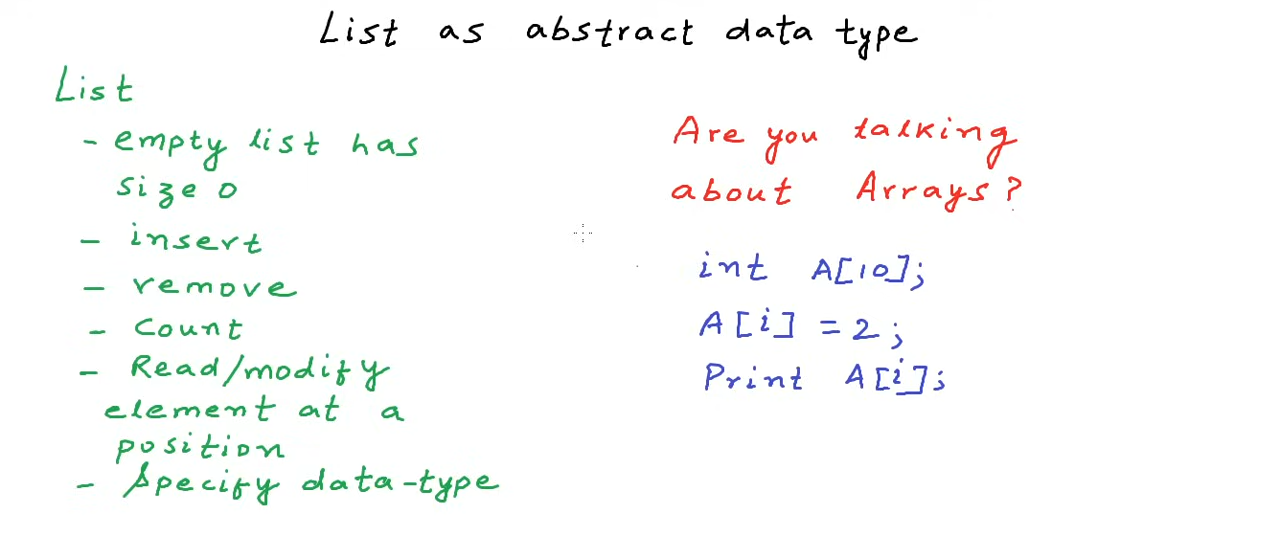 List as abstract data type
List
- empty list has
size 0
- insert
- remove
- Count
- Read/modify
element at a
position
- Specify data-type
Are you talking
about Arrays?
int A[10];
A[i] = 2;
Print A[i];